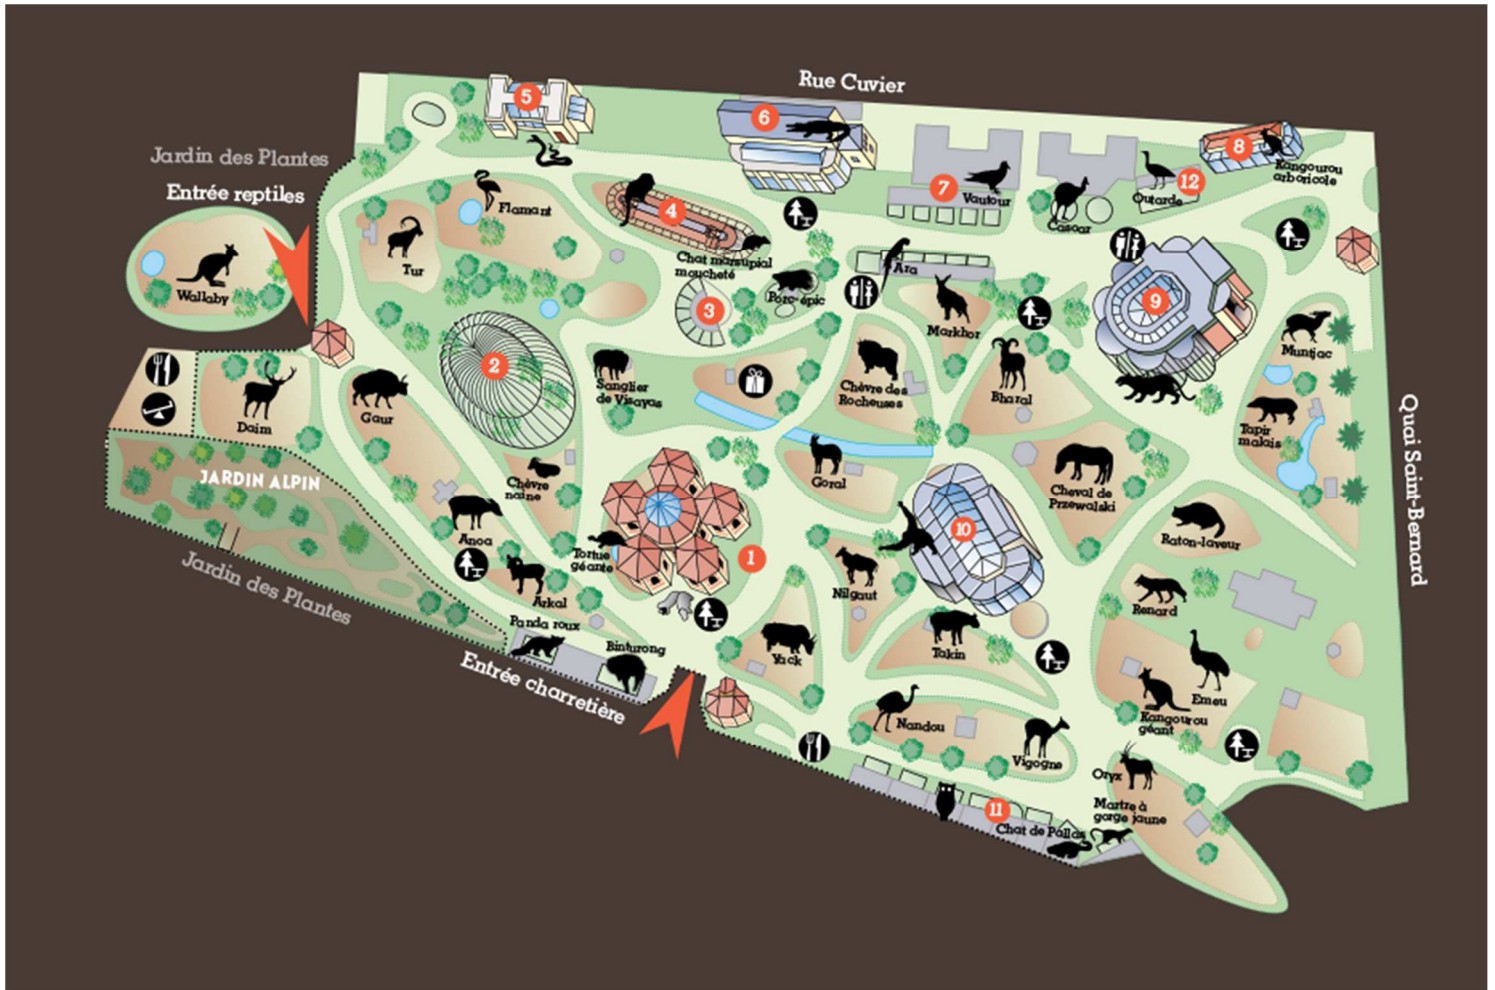 Rue Cuvier
5
6
8
Kangourou
arboricole
Jardin des Plantes
Entrée reptiles
7
Vautour
12
Outarde
Casoar
Flamant
4
Tur
Chat marsupial
moucheté
Ara
Porc-épic
Wallaby
3
9
Markhor
Muntjac
2
Sanglier
de Visayas
Chèvre des
Rocheuses
Bharal
Gaur
Daim
Tapir
malais
Quai Saint-Bernard
JARDIN ALPIN
Chèvre
naine
Goral
Cheval de
Przewalski
Anoa
10
Raton-laveur
Tortue
géante
1
Jardin des Plantes
Arkal
Nilgaut
Renard
Panda roux
Binturong
Yack
Takin
Entrée charretière
Emeu
Kangourou
géant
Nandou
Vigogne
Oryx
Martre à
gorge jaune
11
Chat de Pallas